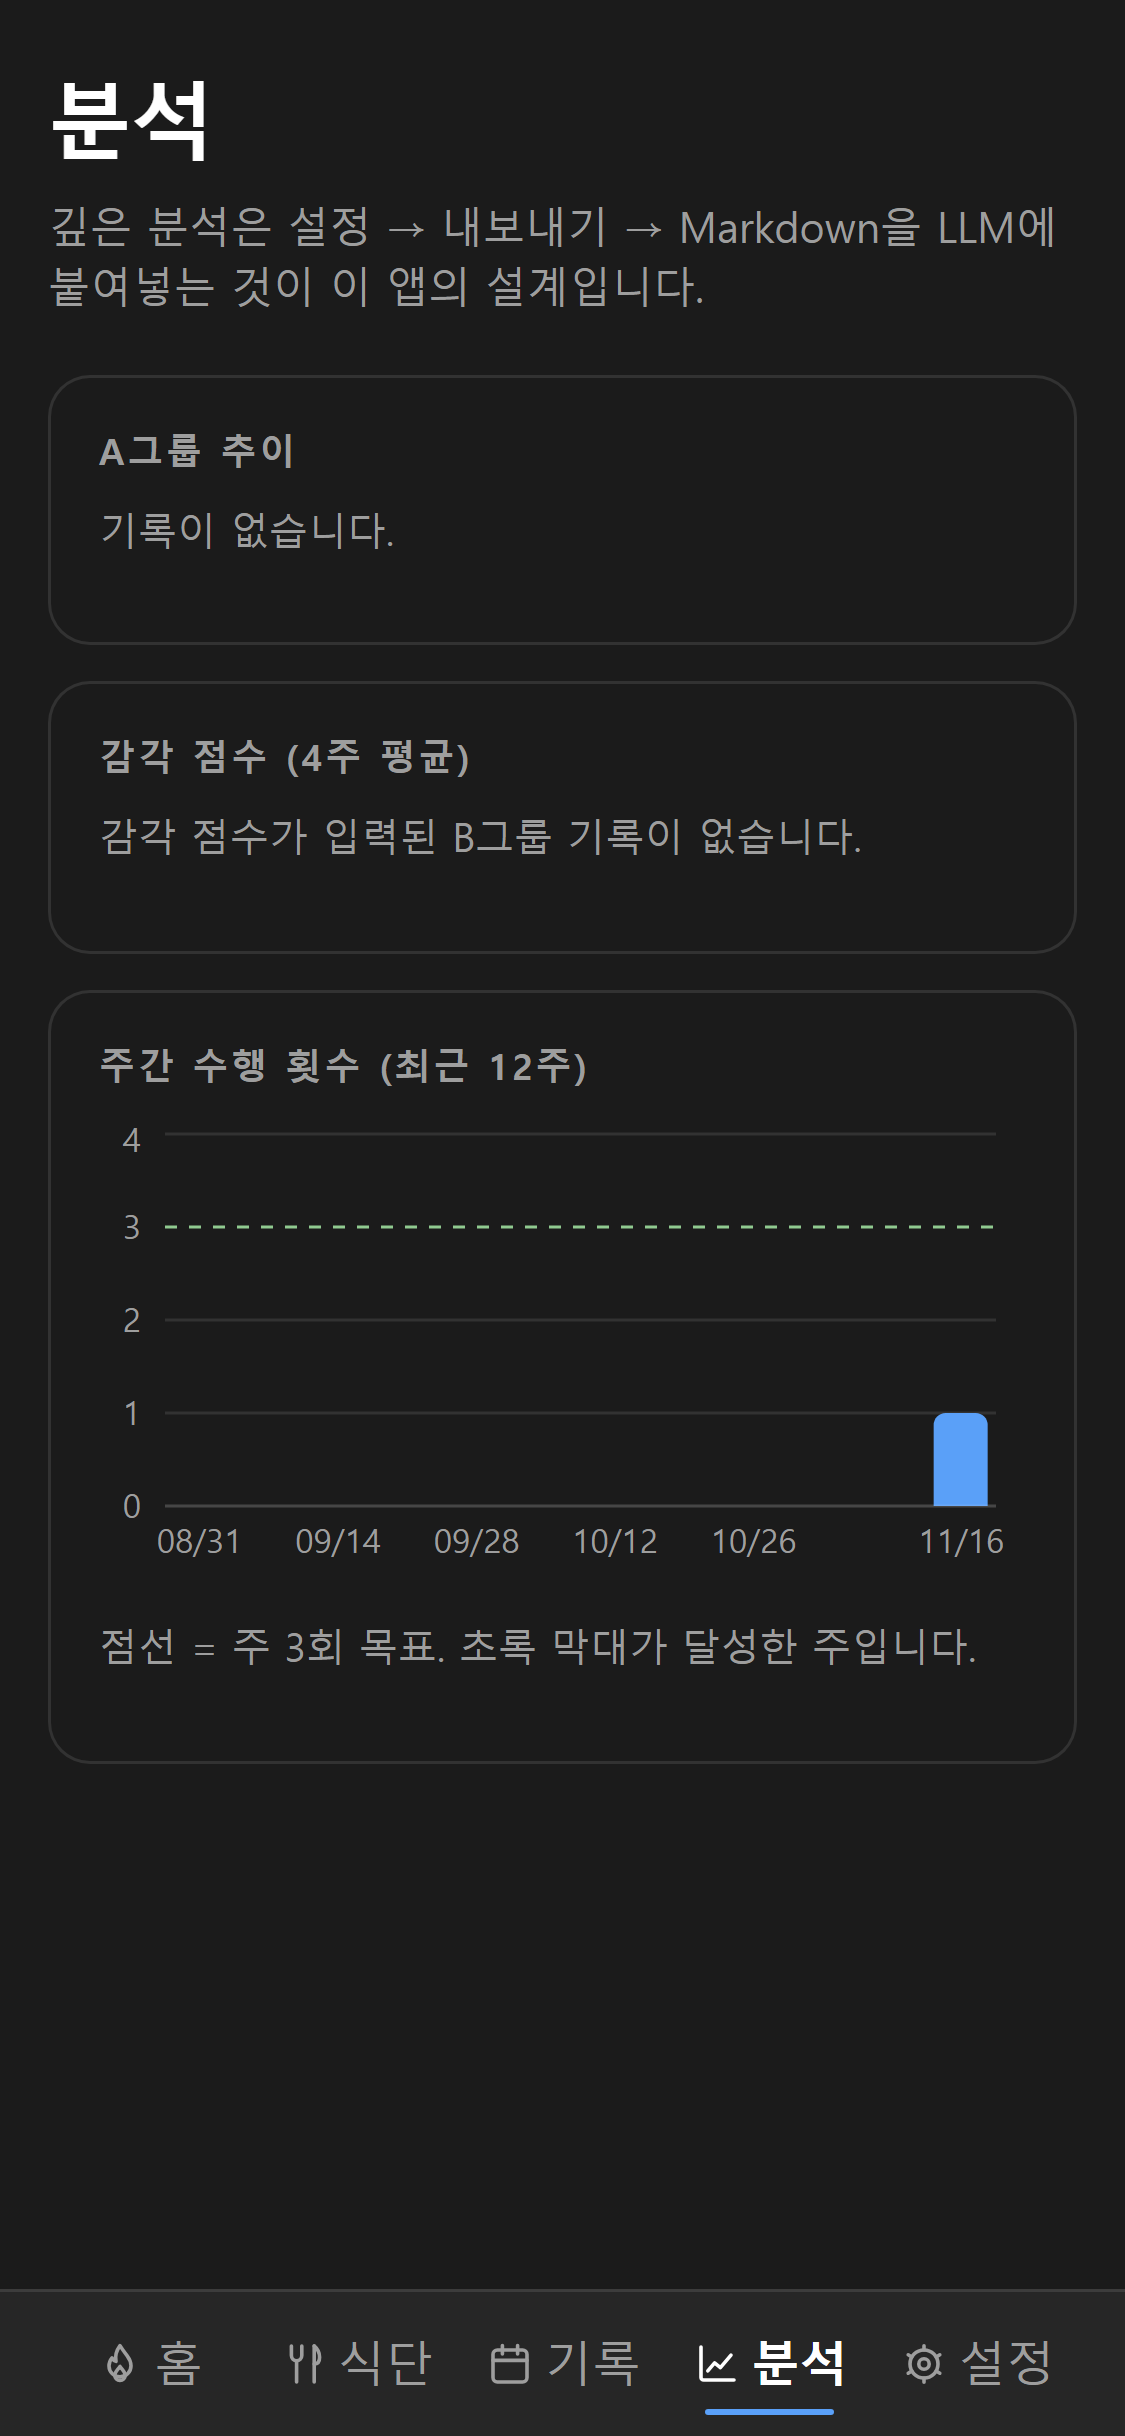 분석
깊은 분석은 설정 → 내보내기 → Markdown을 LLM에
붙여넣는 것이 이 앱의 설계입니다.
A그룹 추이
기록이 없습니다.
감각 점수 (4주 평균)
감각 점수가 입력된 B그룹 기록이 없습니다.
주간 수행 횟수 (최근 12주)
4
3
2
1
0
08/31 09/14 09/28 10/12 10/26 11/16
점선 = 주 3회 목표. 초록 막대가 달성한 주입니다.
홈 식단 기록 분석 설정